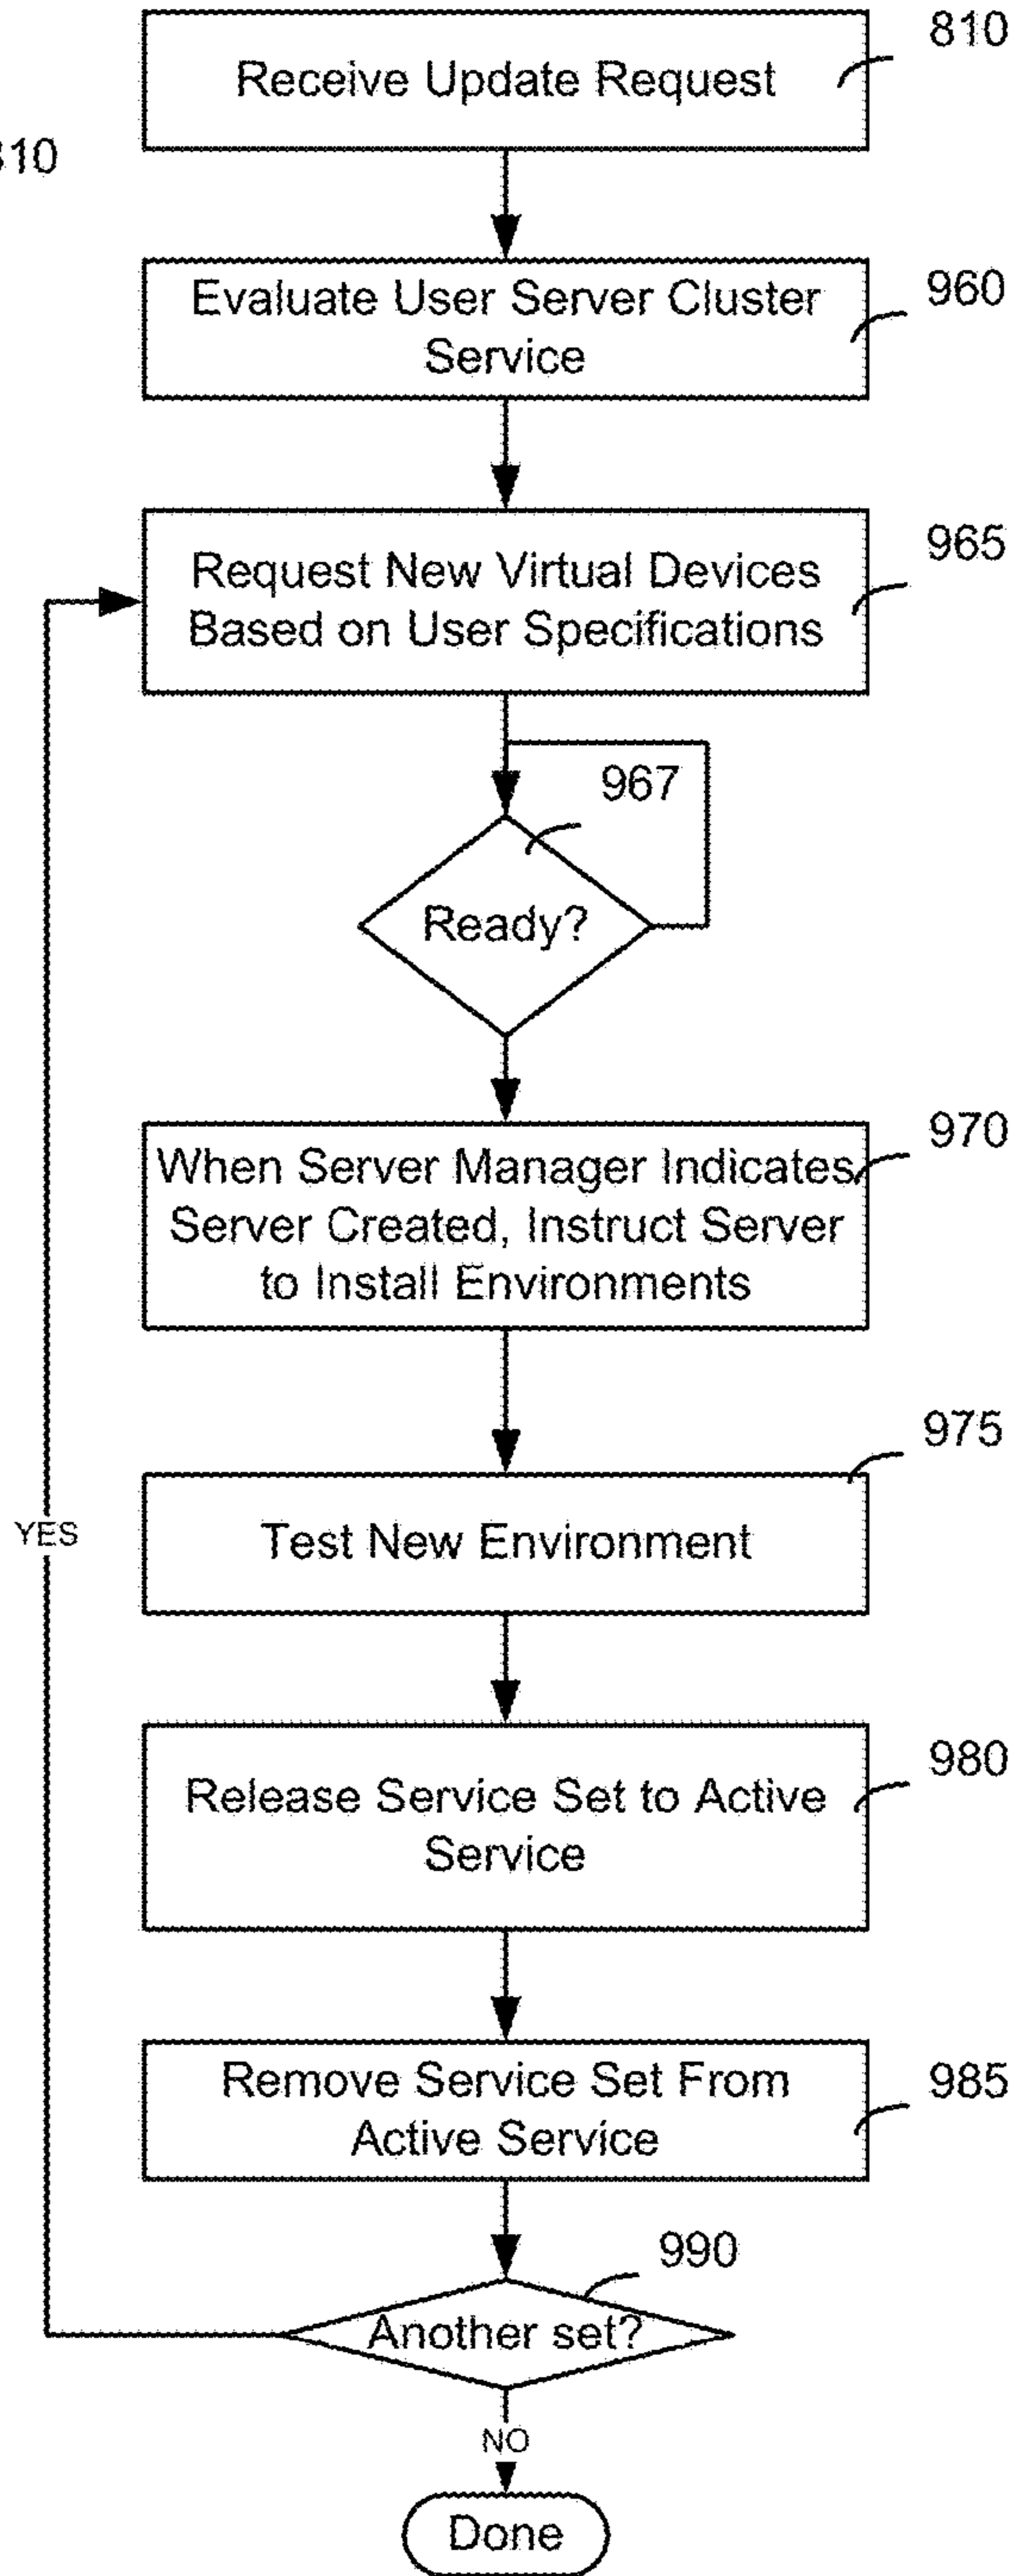 Receive Update Request
810
Evaluate User Server Cluster
Service
960
Request New Virtual Devices
Based on User Specifications
965
967
Ready?
When Server Manager Indicates
Server Created, Instruct Server
to Install Environments
970
Test New Environment
975
YES
Release Service Set to Active
Service
980
Remove Service Set From
Active Service
985
990
Another set?
NO
Done